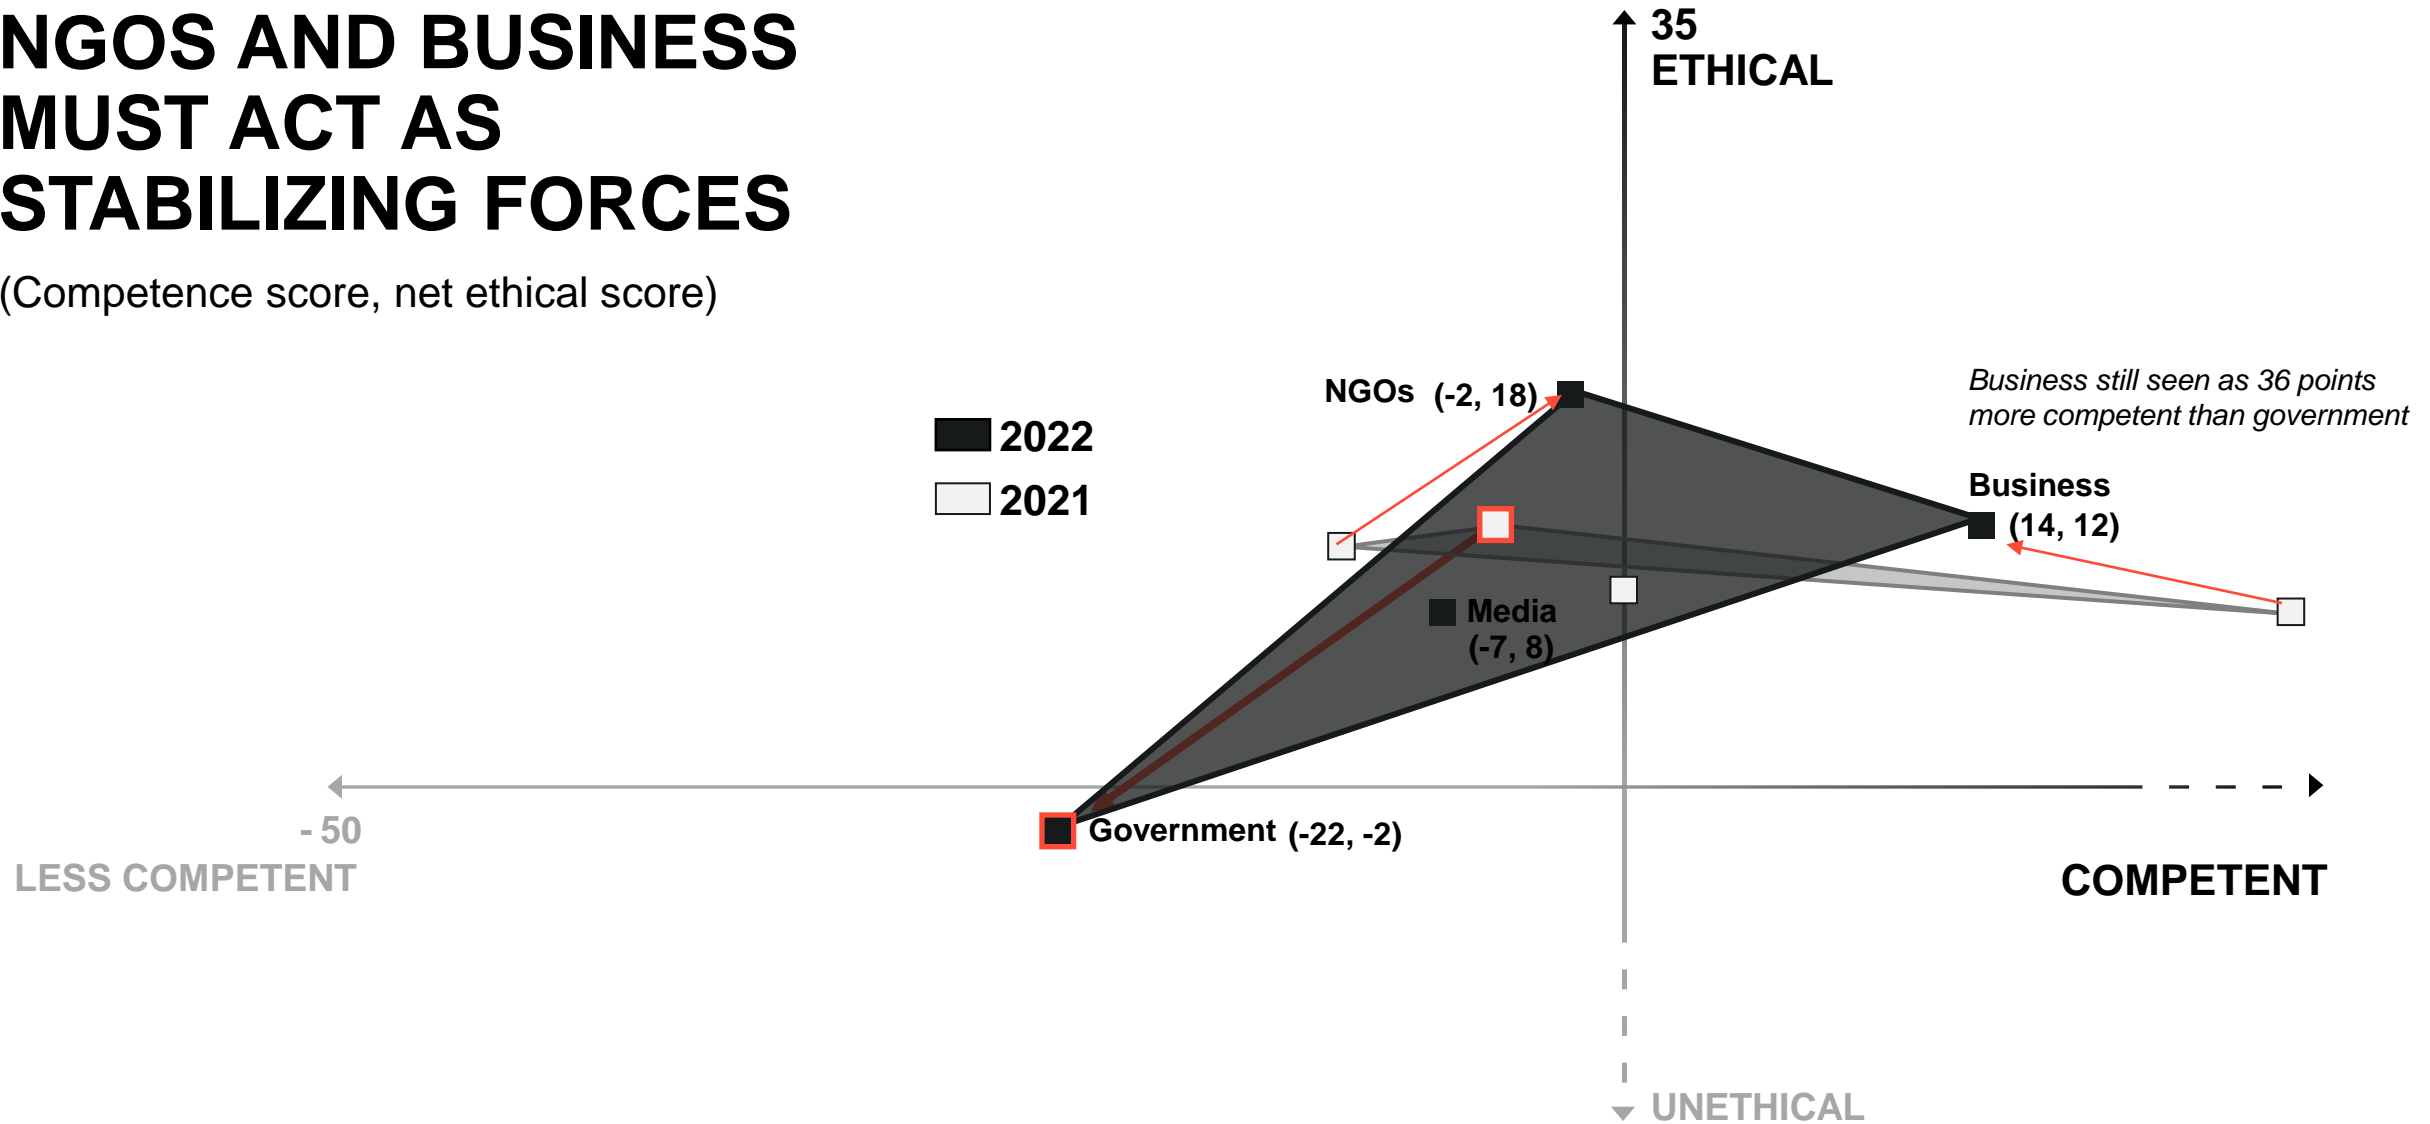 NGOS AND BUSINESS
MUST ACT AS
STABILIZING FORCES
(Competence score, net ethical score)
35
ETHICAL
2022
2021
NGOs (-2, 18)
Business still seen as 36 points
more competent than government
Business
(14, 12)
Media
(-7, 8)
Government (-22, -2)
- 50
LESS COMPETENT
COMPETENT
UNETHICAL